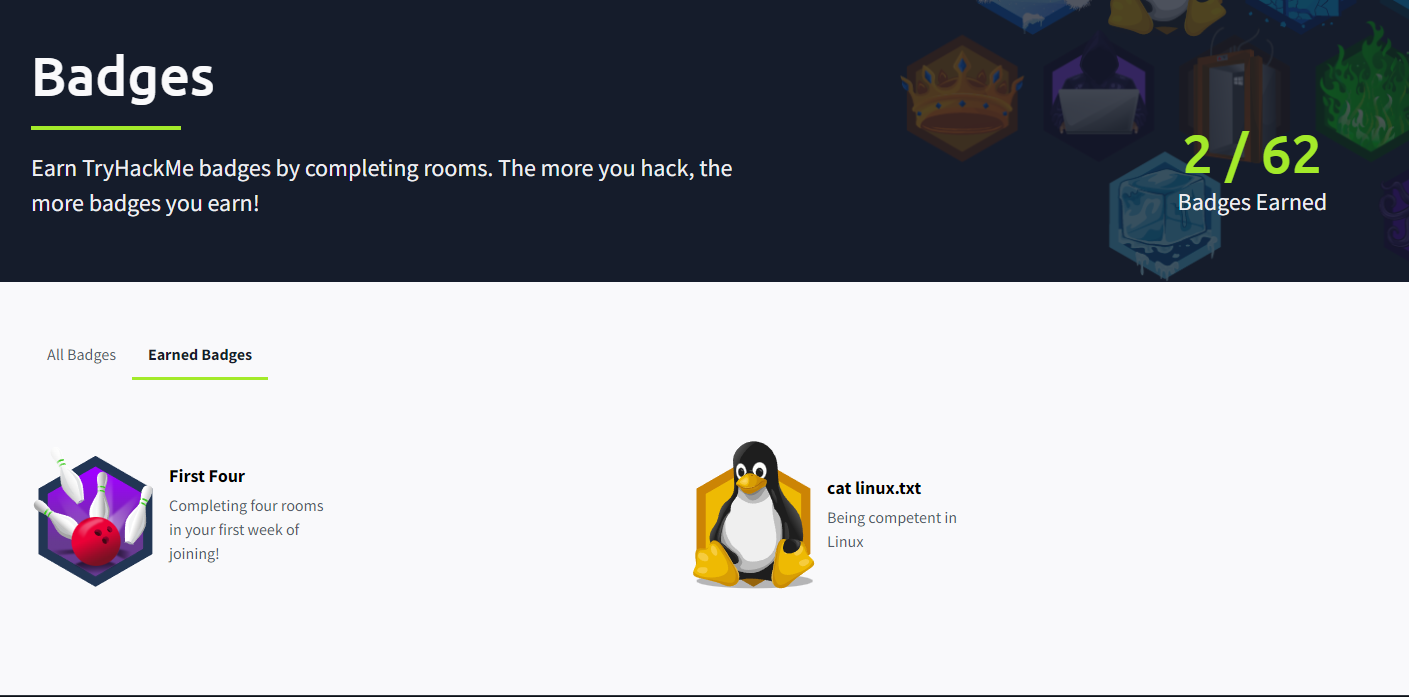 Badges
Earn TryHackMe badges by completing rooms. The more you hack, the
more badges you earn!
2 / 62
Badges Earned
All Badges
Earned Badges
First Four
Completing four rooms
in your first week of
joining!
cat linux.txt
Being competent in
Linux